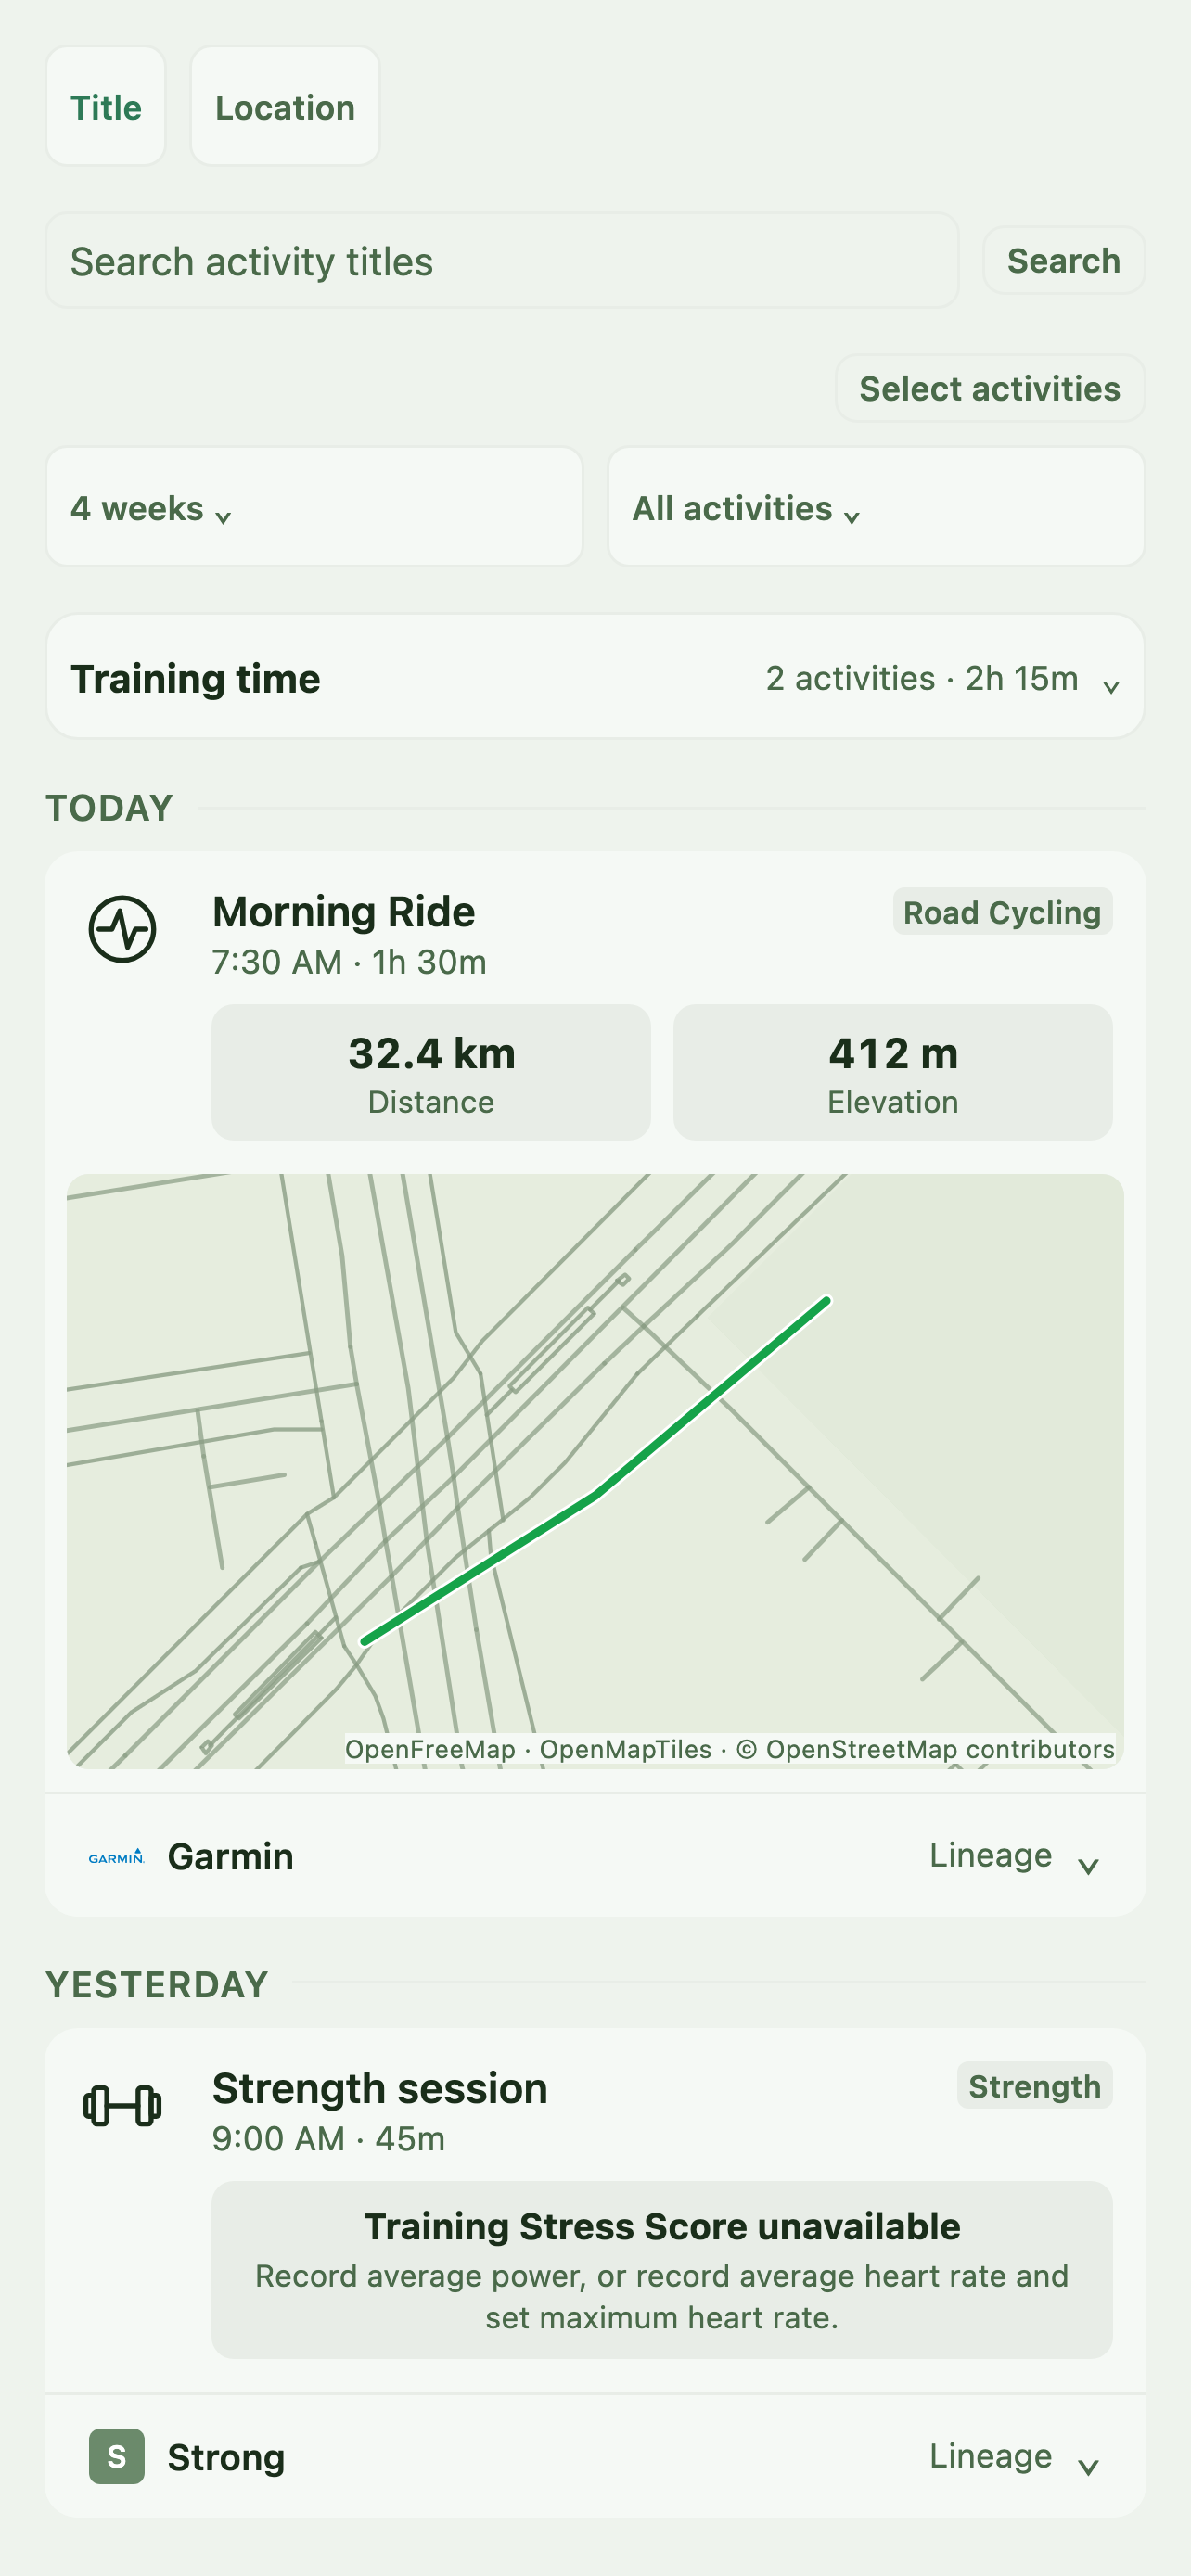 Title
Location
Search activity titles
Search
Select activities
4 weeks
All activities
Training time
2 activities · 2h 15m
TODAY
Morning Ride
Road Cycling
7:30 AM · 1h 30m
32.4 km
Distance
412 m
Elevation
OpenFreeMap · OpenMapTiles · © OpenStreetMap contributors
GARMIN
Garmin
Lineage
YESTERDAY
Strength session
Strength
9:00 AM · 45m
Training Stress Score unavailable
Record average power, or record average heart rate and
set maximum heart rate.
S
Strong
Lineage